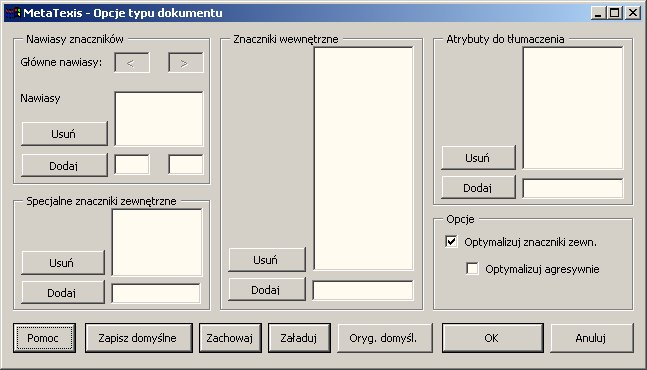 MetaTexis - Opcje typu dokumentu
Nawiasy znaczników
Główne nawiasy: < >
Nawiasy
Usuń
Dodaj
Specjalne znaczniki zewnętrzne
Usuń
Dodaj
Znaczniki wewnętrzne
Usuń
Dodaj
Atrybuty do tłumaczenia
Usuń
Dodaj
Opcje
Optymalizuj znaczniki zewn.
Optymalizuj agresywnie
Pomoc Zapisz domyślne Zachowaj Załaduj Oryg. domyśl. OK Anuluj